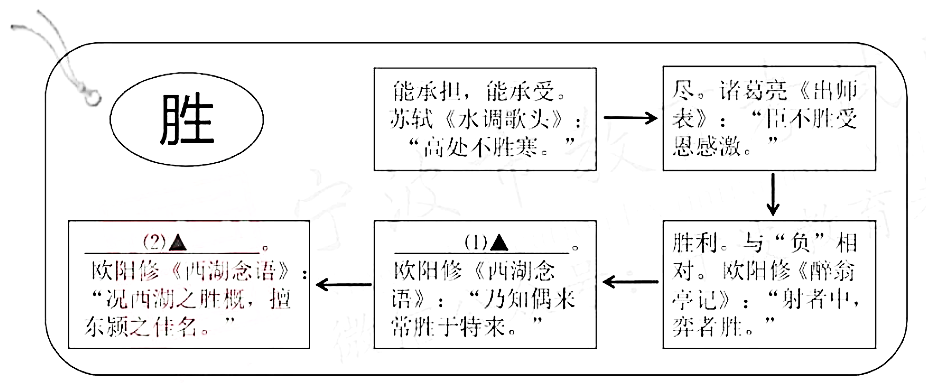 胜
能承担，能承受。
苏轼《水调歌头》：
“高处不胜寒。”
尽。诸葛亮《出师
表》：“臣不胜受
恩感激。”
(2)▲。
欧阳修《西湖念语》：
“况西湖之胜概，擅
东颍之佳名。”
(1)▲。
欧阳修《西湖念
语》：“乃知偶来
常胜于特来。”
胜利。与“负”相
对。欧阳修《醉翁
亭记》：“射者中，
弈者胜。”